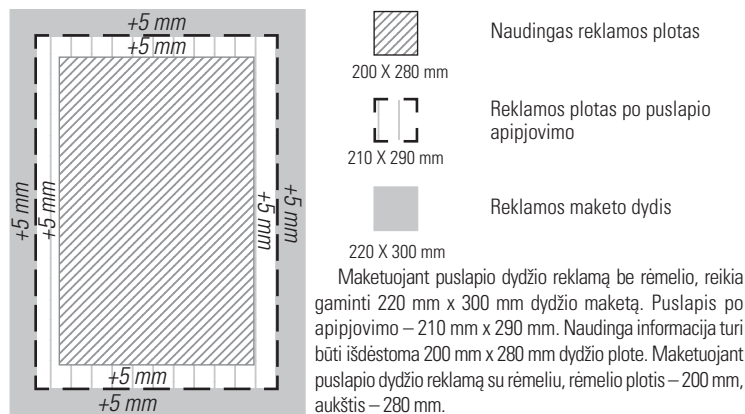 +5 mm
+5 mm
+5 mm
+5 mm
+5 mm
+5 mm
+5 mm
+5 mm
Naudingas reklamos plotas
200 X 280 mm
Reklamos plotas po puslapio
apipjovimo
210 X 290 mm
Reklamos maketo dydis
220 X 300 mm
Maketuojant puslapio dydžio reklamą be rėmelio, reikia
gaminti 220 mm x 300 mm dydžio maketą. Puslapis po
apipjovimo – 210 mm x 290 mm. Naudinga informacija turi
būti išdėstoma 200 mm x 280 mm dydžio plote. Maketuojant
puslapio dydžio reklamą su rėmeliu, rėmelio plotis – 200 mm,
aukštis – 280 mm.